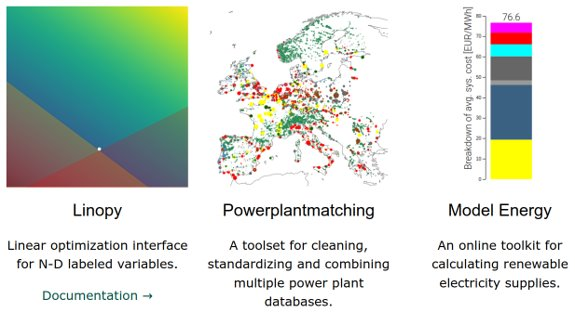 76.6
Breakdown of avg. sys. cost [EUR/MWh]
80
70
60
50
40
30
20
10
0
Linopy
Linear optimization interface
for N-D labeled variables.
Documentation →
Powerplantmatching
A toolset for cleaning,
standardizing and combining
multiple power plant
databases.
Model Energy
An online toolkit for
calculating renewable
electricity supplies.